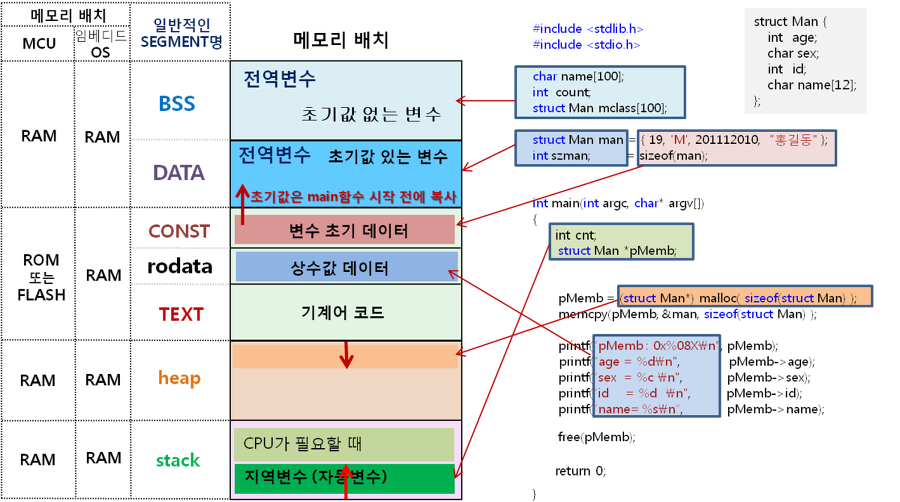 메모리 배치
MCU
임베디드
OS
일반적인
SEGMENT명
메모리 배치
RAM
RAM
BSS
전역변수
초기값 없는 변수
DATA
전역변수 초기값 있는 변수
초기값은 main함수 시작 전에 복사
ROM
또는
FLASH
RAM
CONST
변수 초기 데이터
rodata
상수값 데이터
TEXT
기계어 코드
RAM
RAM
heap
RAM
RAM
stack
CPU가 필요할 때
지역변수 (자동변수)
#include <stdlib.h>
#include <stdio.h>
char name[100];
int count;
struct Man mclass[100];
struct Man man = { 19, 'M', 201112010, "홍길동" };
int szman; = sizeof(man);
int main(int argc, char* argv[])
{
int cnt;
struct Man *pMemb;
pMemb = (struct Man*) malloc( sizeof(struct Man) );
memcpy(pMemb, &man, sizeof(struct Man) );
printf("pMemb: 0x%08X₩n", pMemb);
printf("age = %d₩n", pMemb->age);
printf("sex = %c ₩n", pMemb->sex);
printf("id = %d ₩n", pMemb->id);
printf("name= %s₩n", pMemb->name);
free(pMemb);
return 0;
}
struct Man {
int age;
char sex;
int id;
char name[12];
};